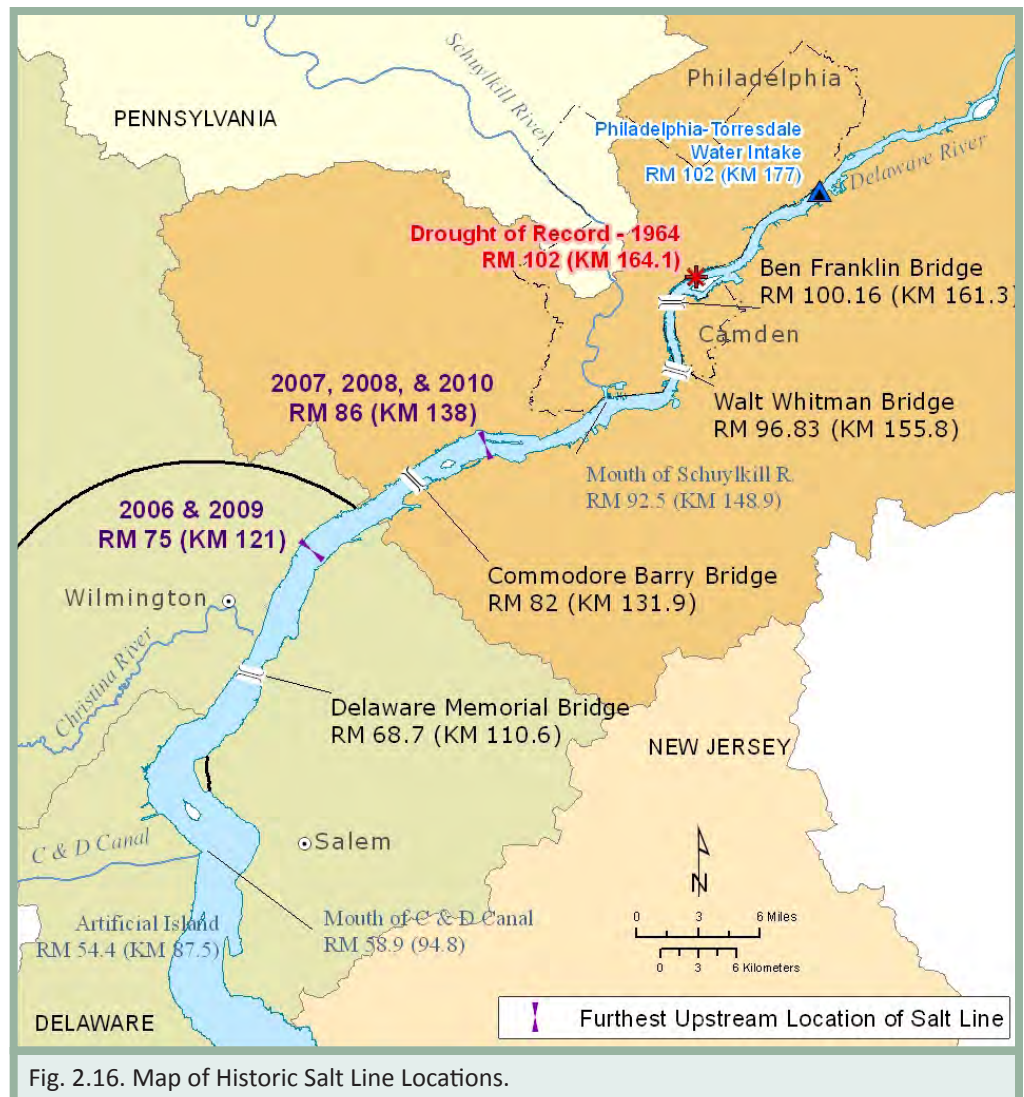 Schuylkill River
Philadelphia
PENNSYLVANIA
Philadelphia-Torresdale
Water Intake
RM 102 (KM 177)
Delaware River
Drought of Record - 1964
RM 102 (KM 164.1)
Ben Franklin Bridge
RM 100.16 (KM 161.3)
Camden
2007, 2008, & 2010
RM 86 (KM 138)
Walt Whitman Bridge
RM 96.83 (KM 155.8)
Mouth of Schuylkill R.
RM 92.5 (KM 148.9)
2006 & 2009
RM 75 (KM 121)
Commodore Barry Bridge
RM 82 (KM 131.9)
Wilmington
Christina River
Delaware Memorial Bridge
RM 68.7 (KM 110.6)
NEW JERSEY
C & D Canal
Salem
N
Artificial Island
RM 54.4 (KM 87.5)
Mouth of C & D Canal
RM 58.9 (94.8)
0 3 6 Miles
0 3 6 Kilometers
DELAWARE
Furthest Upstream Location of Salt Line
Fig. 2.16. Map of Historic Salt Line Locations.